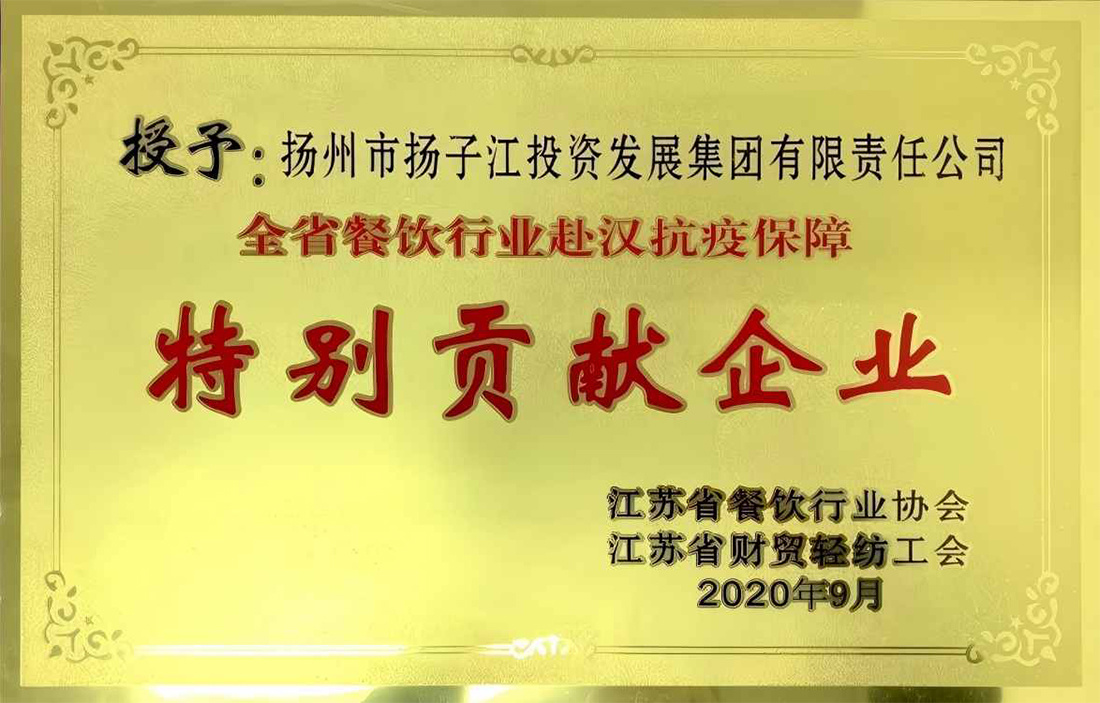 授予：扬州市扬子江投资发展集团有限责任公司
全省餐饮行业赴汉抗疫保障
特别贡献企业
江苏省餐饮行业协会
江苏省财贸轻纺工会
2020年9月